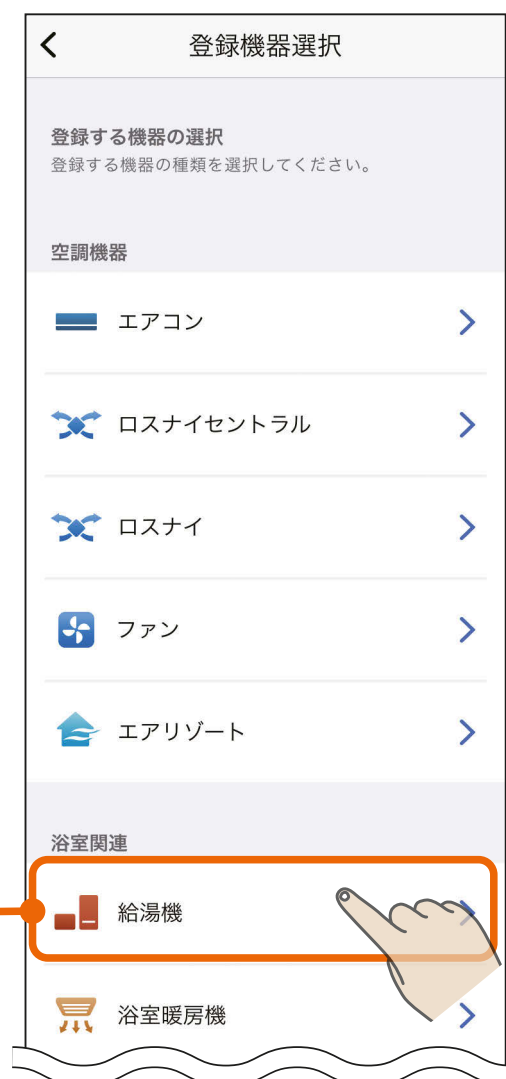 登録機器選択
登録する機器の選択
登録する機器の種類を選択してください。
空調機器
エアコン
ロスナイセントラル
ロスナイ
ファン
エアリゾート
浴室関連
給湯機
浴室暖房機